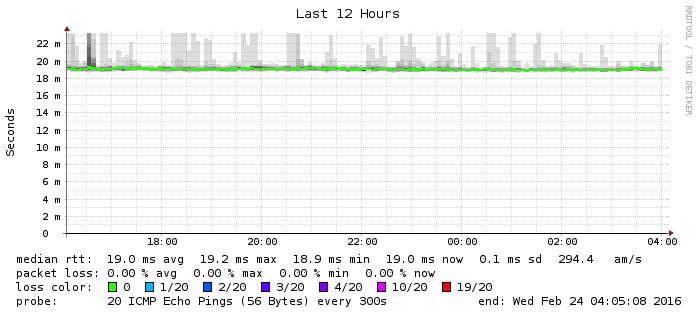 Last 12 Hours
RRDTOOL / TOBI OETIKER
Seconds
22 m
20 m
18 m
16 m
14 m
12 m
10 m
8 m
6 m
4 m
2 m
0
18:00 20:00 22:00 00:00 02:00 04:00
median rtt: 19.0 ms avg 19.2 ms max 18.9 ms min 19.0 ms now 0.1 ms sd 294.4 am/s
packet loss: 0.00 % avg 0.00 % max 0.00 % min 0.00 % now
loss color: 0 1/20 2/20 3/20 4/20 10/20 19/20
probe: 20 ICMP Echo Pings (56 Bytes) every 300s end: Wed Feb 24 04:05:08 2016